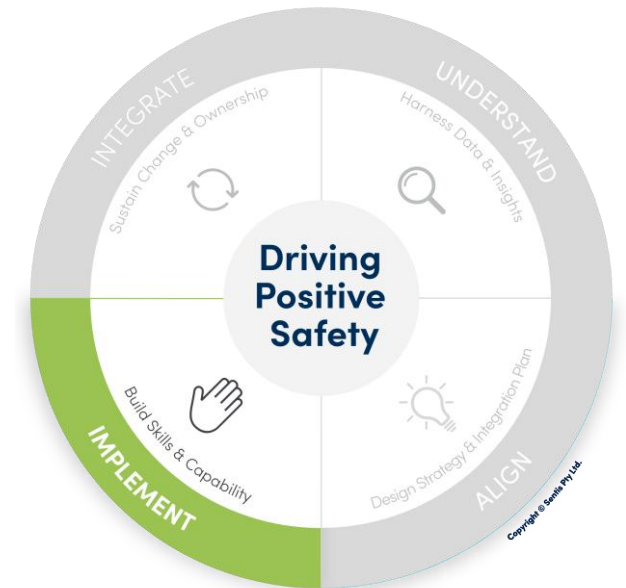 INTEGRATE
Sustain Change & Ownership
UNDERSTAND
Harness Data & Insights
Driving
Positive
Safety
IMPLEMENT
Build Skills & Capability
ALIGN
Design Strategy & Integration Plan
Copyright © Sentis Pty Ltd.